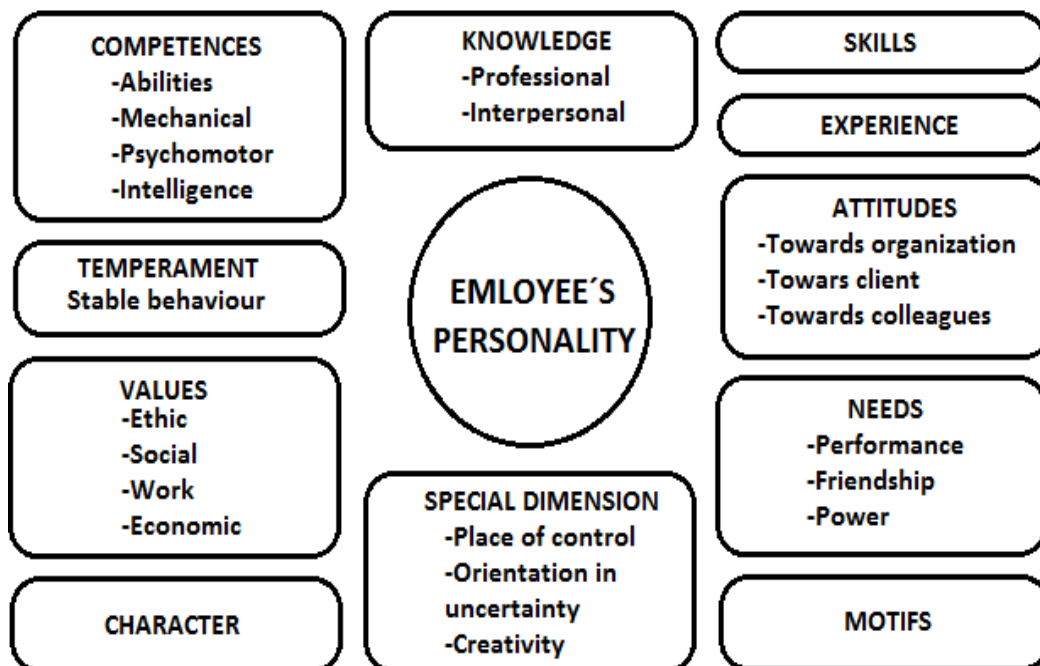 COMPETENCES
-Abilities
-Mechanical
-Psychomotor
-Intelligence
TEMPERAMENT
Stable behaviour
VALUES
-Ethic
-Social
-Work
-Economic
CHARACTER
KNOWLEDGE
-Professional
-Interpersonal
EMLOYEE´S
PERSONALITY
SPECIAL DIMENSION
-Place of control
-Orientation in
uncertainty
-Creativity
SKILLS
EXPERIENCE
ATTITUDES
-Towards organization
-Towars client
-Towards colleagues
NEEDS
-Performance
-Friendship
-Power
MOTIFS